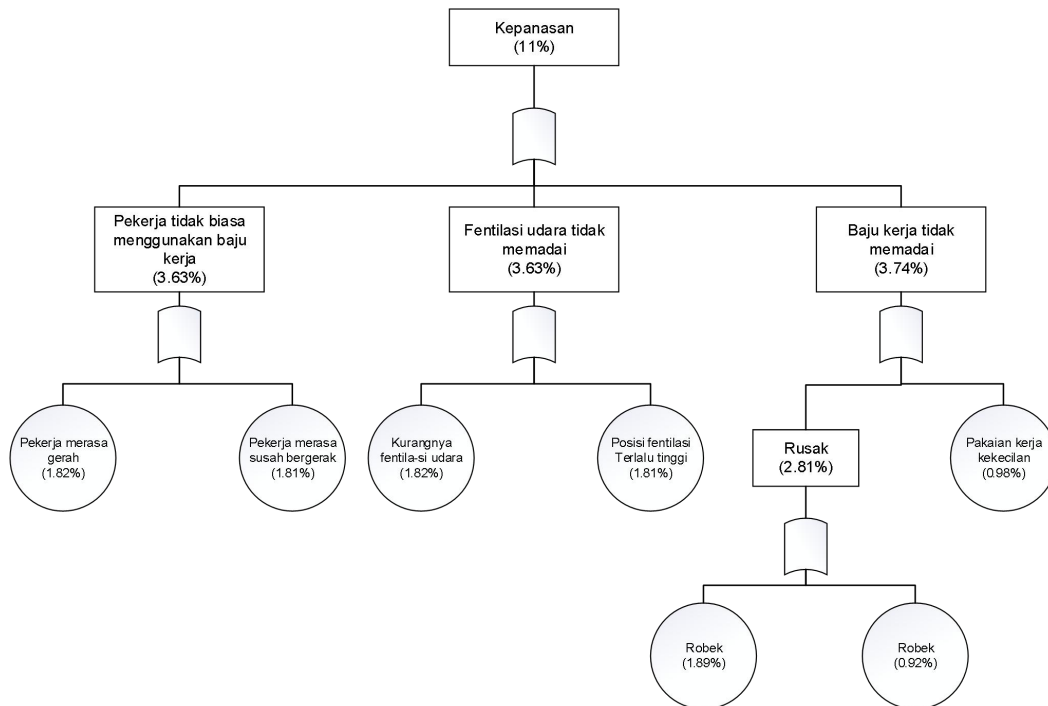 Kepanasan
(11%)
Pekerja tidak biasa
menggunakan baju
kerja
(3.63%)
Fentilasi udara tidak
memadai
(3.63%)
Baju kerja tidak
memadai
(3.74%)
Pekerja merasa
gerah
(1.82%)
Pekerja merasa
susah bergerak
(1.81%)
Kurangnya
fentila-si udara
(1.82%)
Posisi fentilasi
Terlalu tinggi
(1.81%)
Rusak
(2.81%)
Pakaian kerja
kekecilan
(0.98%)
Robek
(1.89%)
Robek
(0.92%)